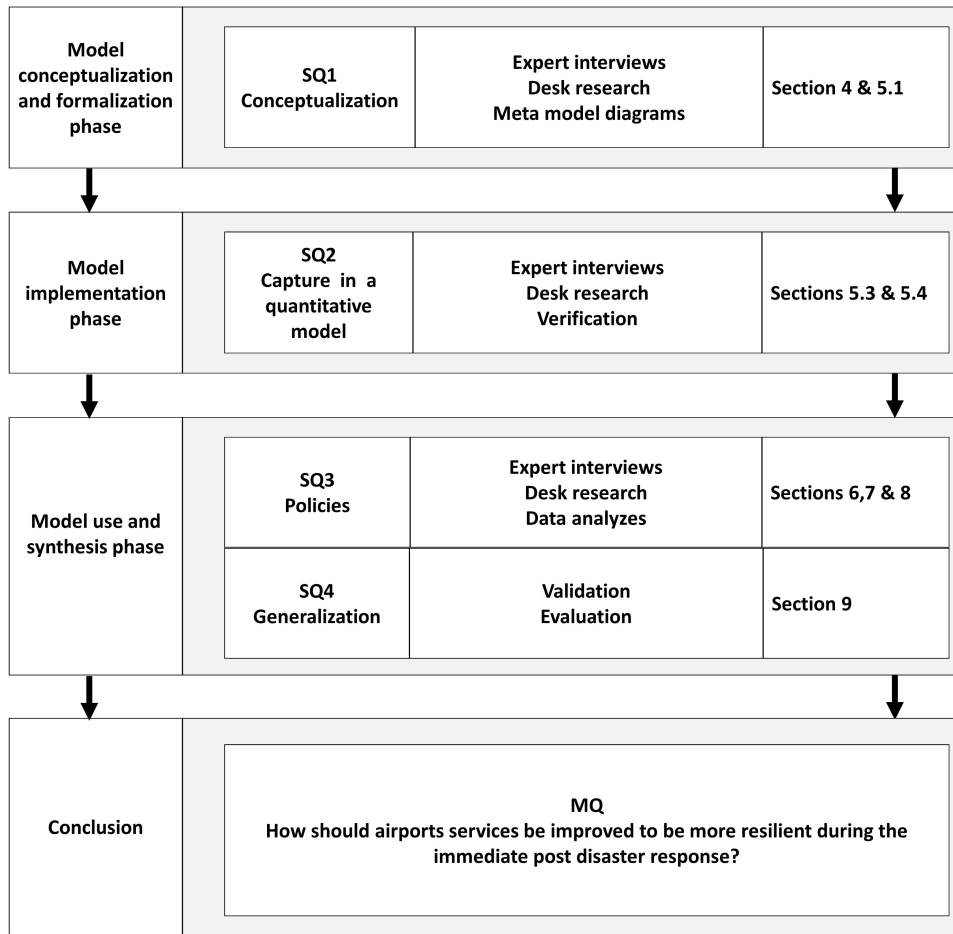 Model
conceptualization
and formalization
phase
SQ1
Conceptualization
Expert interviews
Desk research
Meta model diagrams
Section 4 & 5.1
Model
implementation
phase
SQ2
Capture in a
quantitative
model
Expert interviews
Desk research
Verification
Sections 5.3 & 5.4
Model use and
synthesis phase
SQ3
Policies
Expert interviews
Desk research
Data analyzes
Sections 6,7 & 8
SQ4
Generalization
Validation
Evaluation
Section 9
Conclusion
MQ
How should airports services be improved to be more resilient during the
immediate post disaster response?